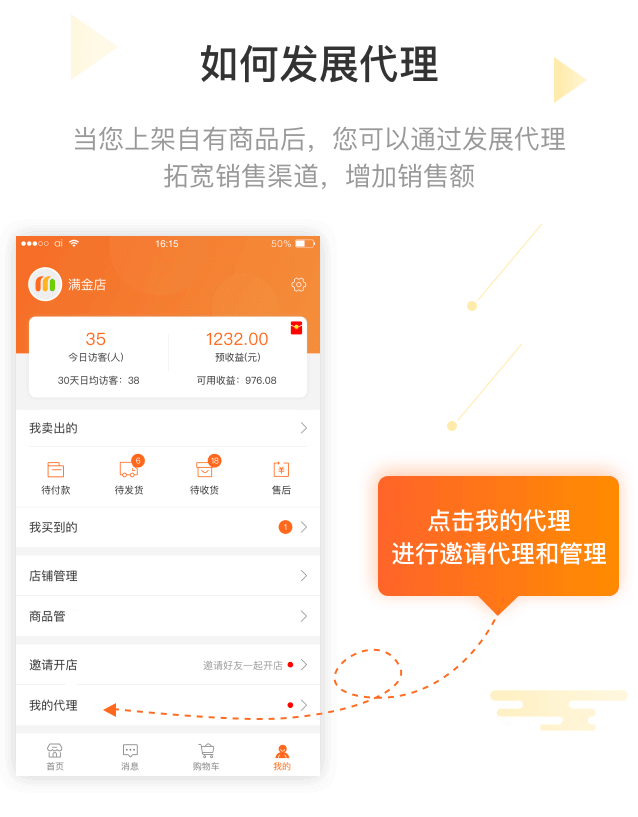 如何发展代理
当您上架自有商品后，您可以通过发展代理
拓宽销售渠道，增加销售额
16:15
50%
满金店
35
1232.00
今日访客(人)
预收益(元)
30天日均访客：38
可用收益：976.08
我卖出的
6
18
待付款
待发货
待收货
售后
我买到的
1
店铺管理
商品管
邀请开店
邀请好友一起开店
我的代理
首页
消息
购物车
我的
点击我的代理
进行邀请代理和管理